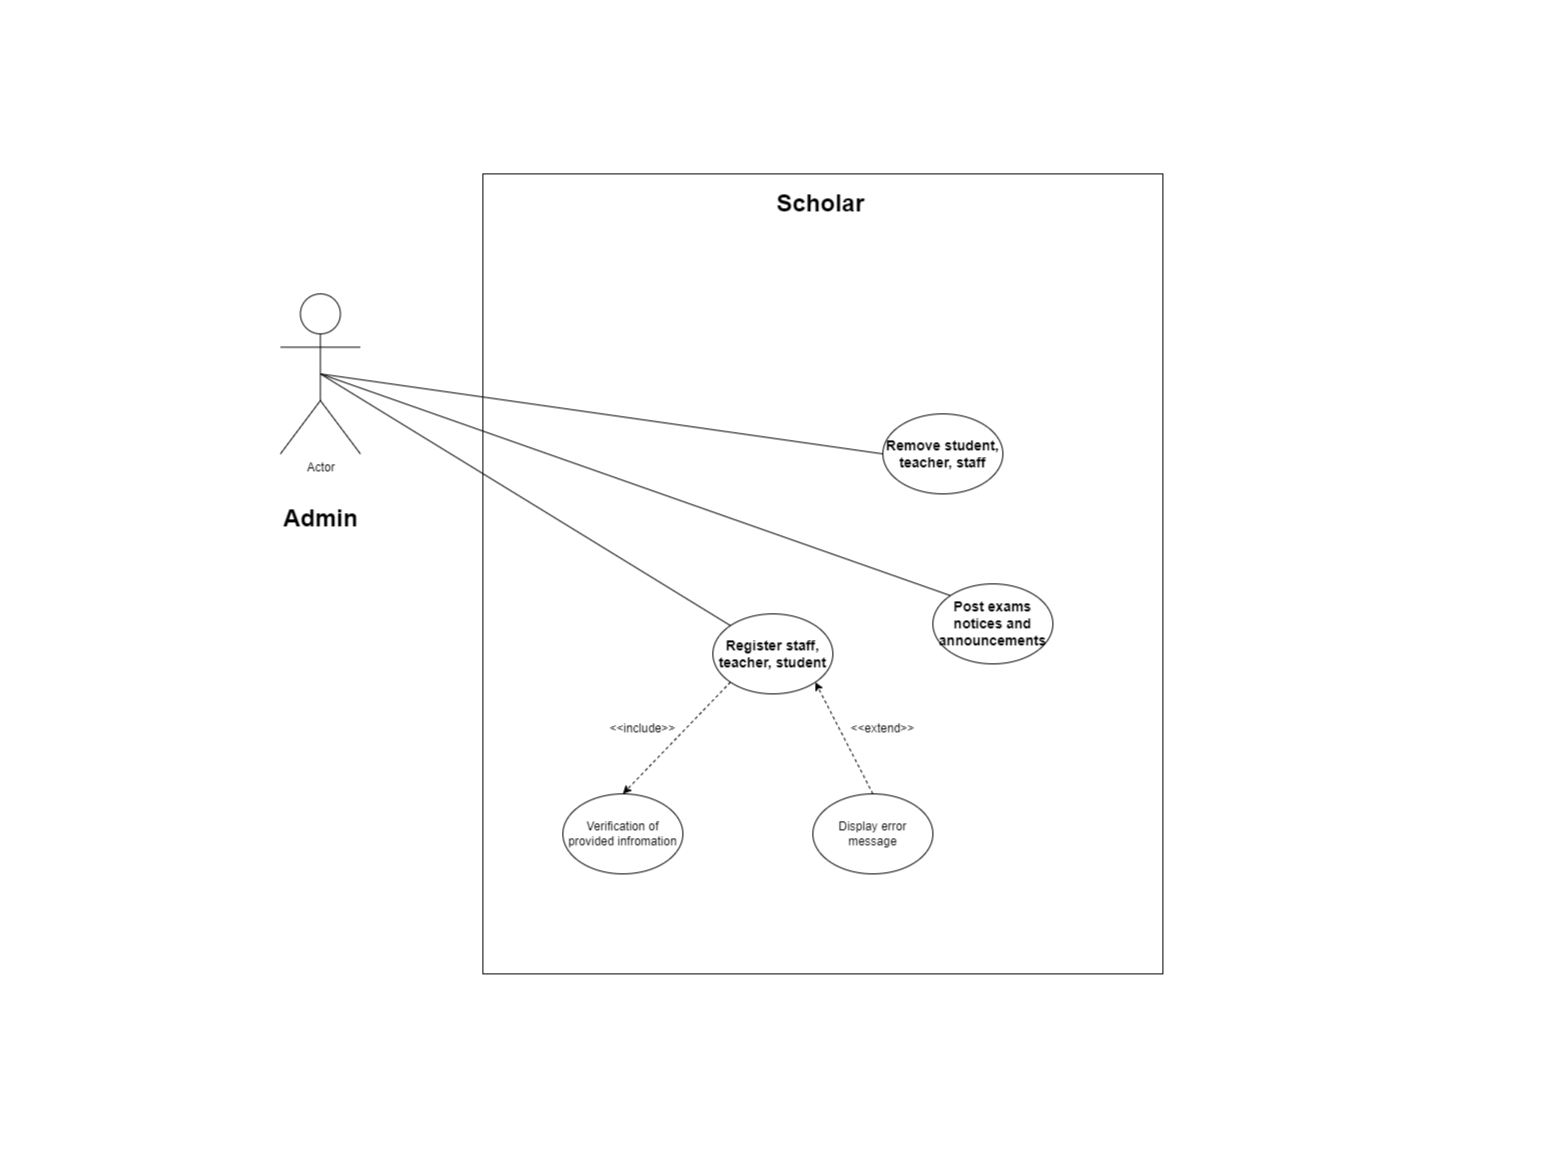 Scholar
Actor
Admin
Remove student,
teacher, staff
Post exams
notices and
announcements
Register staff,
teacher, student
<<include>>
<<extend>>
Verification of
provided infromation
Display error
message